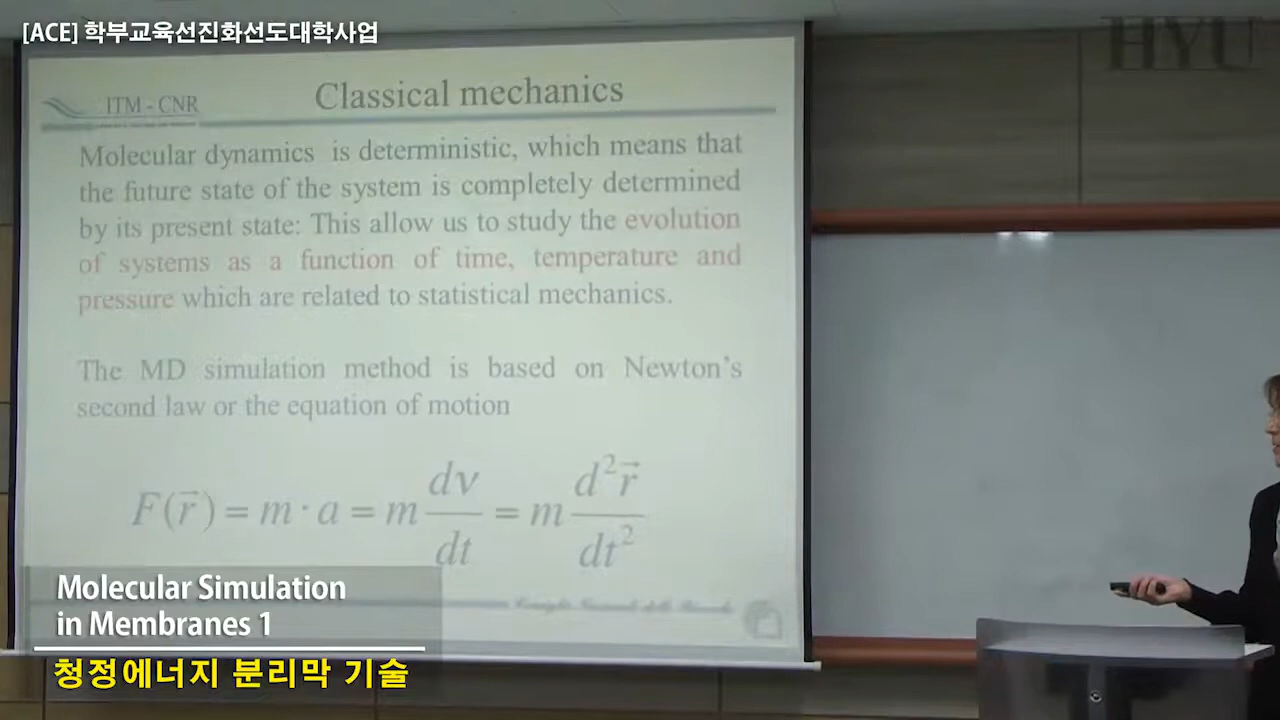 [ACE] 학부교육선진화선도대학사업
HYU
ITM - CNR
Classical mechanics
Molecular dynamics is deterministic, which means that
the future state of the system is completely determined
by its present state: This allow us to study the evolution
of systems as a function of time, temperature and
pressure which are related to statistical mechanics.
The MD simulation method is based on Newton's
second law or the equation of motion
F(r⃗) = m · a = m dv/dt = m d²r⃗/dt²
Molecular Simulation
in Membranes 1
청정에너지 분리막 기술